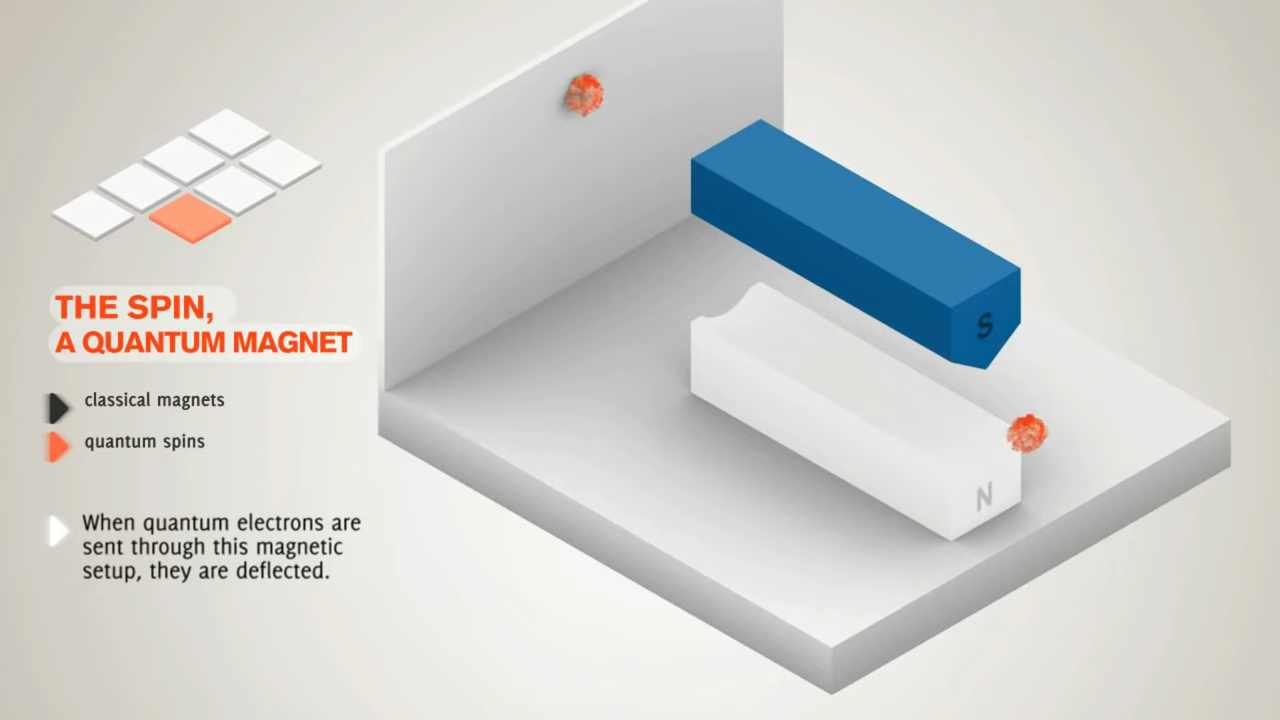 THE SPIN,
A QUANTUM MAGNET
classical magnets
quantum spins
When quantum electrons are
sent through this magnetic
setup, they are deflected.
S
N